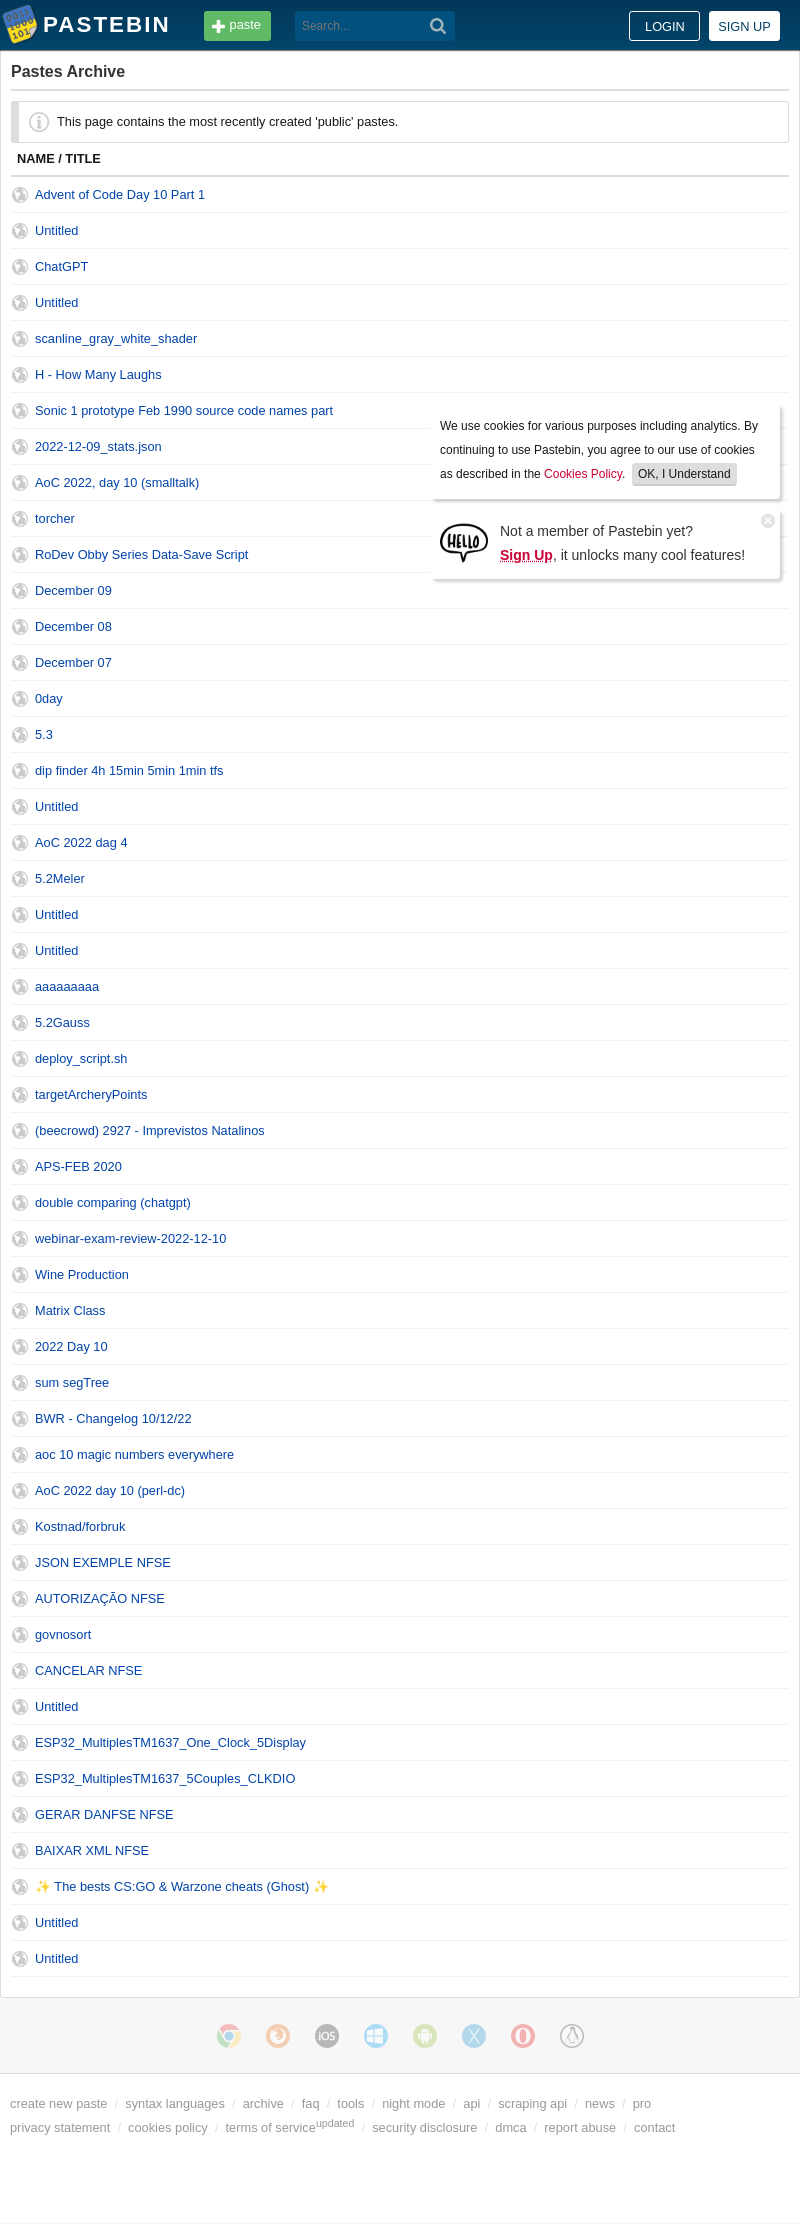 PASTEBIN paste Search... LOGIN SIGN UP
Pastes Archive
This page contains the most recently created 'public' pastes.
NAME / TITLE
Advent of Code Day 10 Part 1
Untitled
ChatGPT
Untitled
scanline_gray_white_shader
H - How Many Laughs
Sonic 1 prototype Feb 1990 source code names part
2022-12-09_stats.json
AoC 2022, day 10 (smalltalk)
torcher
RoDev Obby Series Data-Save Script
We use cookies for various purposes including analytics. By
continuing to use Pastebin, you agree to our use of cookies
as described in the Cookies Policy. OK, I Understand
HELLO
Not a member of Pastebin yet?
Sign Up, it unlocks many cool features!
December 09
December 08
December 07
0day
5.3
dip finder 4h 15min 5min 1min tfs
Untitled
AoC 2022 dag 4
5.2Meler
Untitled
Untitled
aaaaaaaaa
5.2Gauss
deploy_script.sh
targetArcheryPoints
(beecrowd) 2927 - Imprevistos Natalinos
APS-FEB 2020
double comparing (chatgpt)
webinar-exam-review-2022-12-10
Wine Production
Matrix Class
2022 Day 10
sum segTree
BWR - Changelog 10/12/22
aoc 10 magic numbers everywhere
AoC 2022 day 10 (perl-dc)
Kostnad/forbruk
JSON EXEMPLE NFSE
AUTORIZAÇÃO NFSE
govnosort
CANCELAR NFSE
Untitled
ESP32_MultiplesTM1637_One_Clock_5Display
ESP32_MultiplesTM1637_5Couples_CLKDIO
GERAR DANFSE NFSE
BAIXAR XML NFSE
✨ The bests CS:GO & Warzone cheats (Ghost) ✨
Untitled
Untitled
iOS
create new paste / syntax languages / archive / faq / tools / night mode / api / scraping api / news / pro
privacy statement / cookies policy / terms of service updated / security disclosure / dmca / report abuse / contact